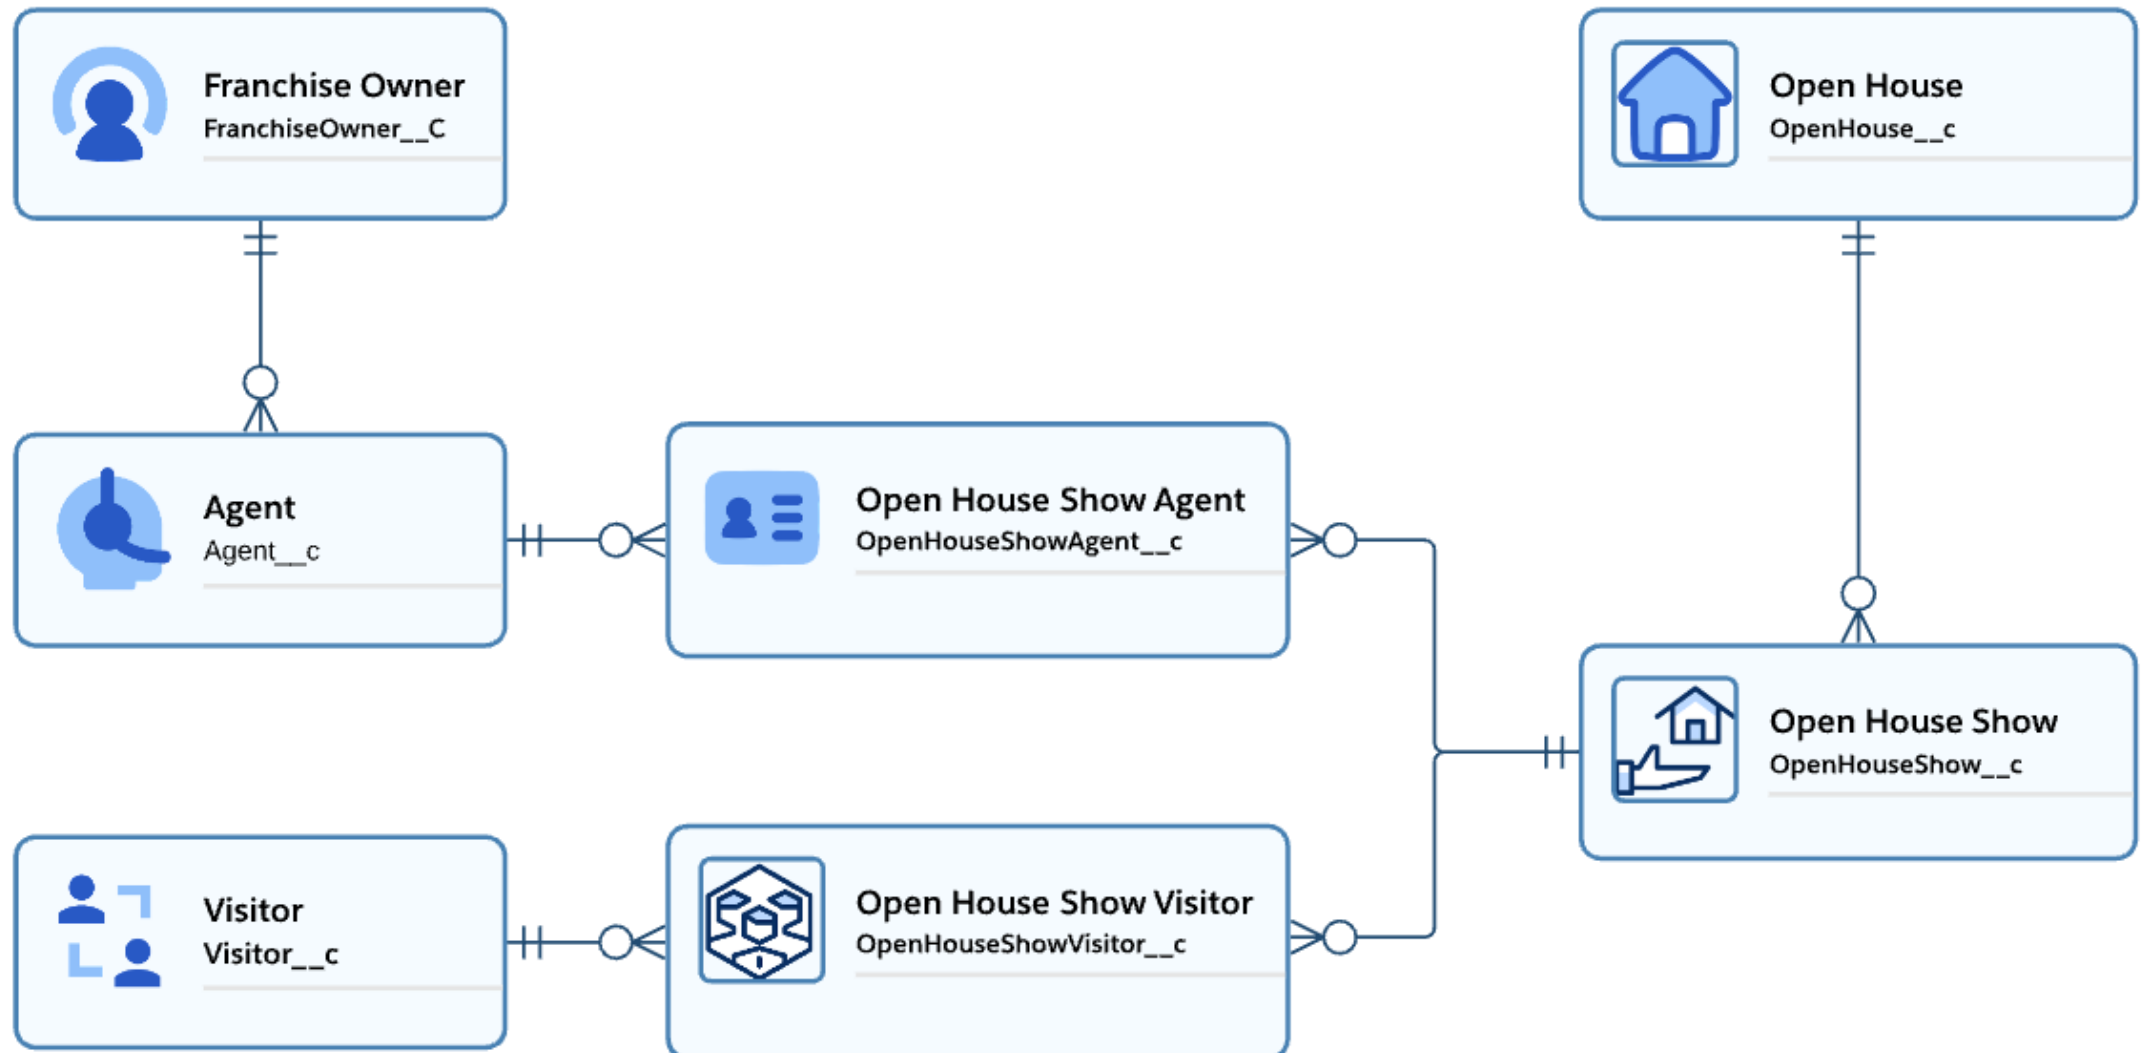 Franchise Owner
FranchiseOwner__C
Open House
OpenHouse__c
Agent
Agent__c
Open House Show Agent
OpenHouseShowAgent__c
Open House Show
OpenHouseShow__c
Visitor
Visitor__c
Open House Show Visitor
OpenHouseShowVisitor__c